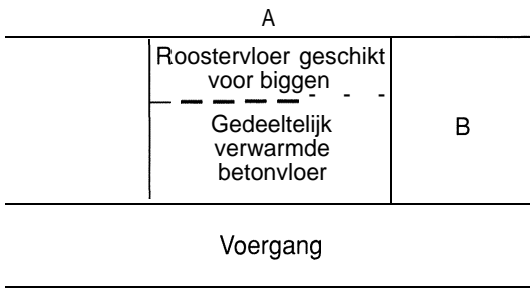 A
Roostervloer geschikt
voor biggen
Gedeeltelijk
verwarmde
betonvloer
B
Voergang